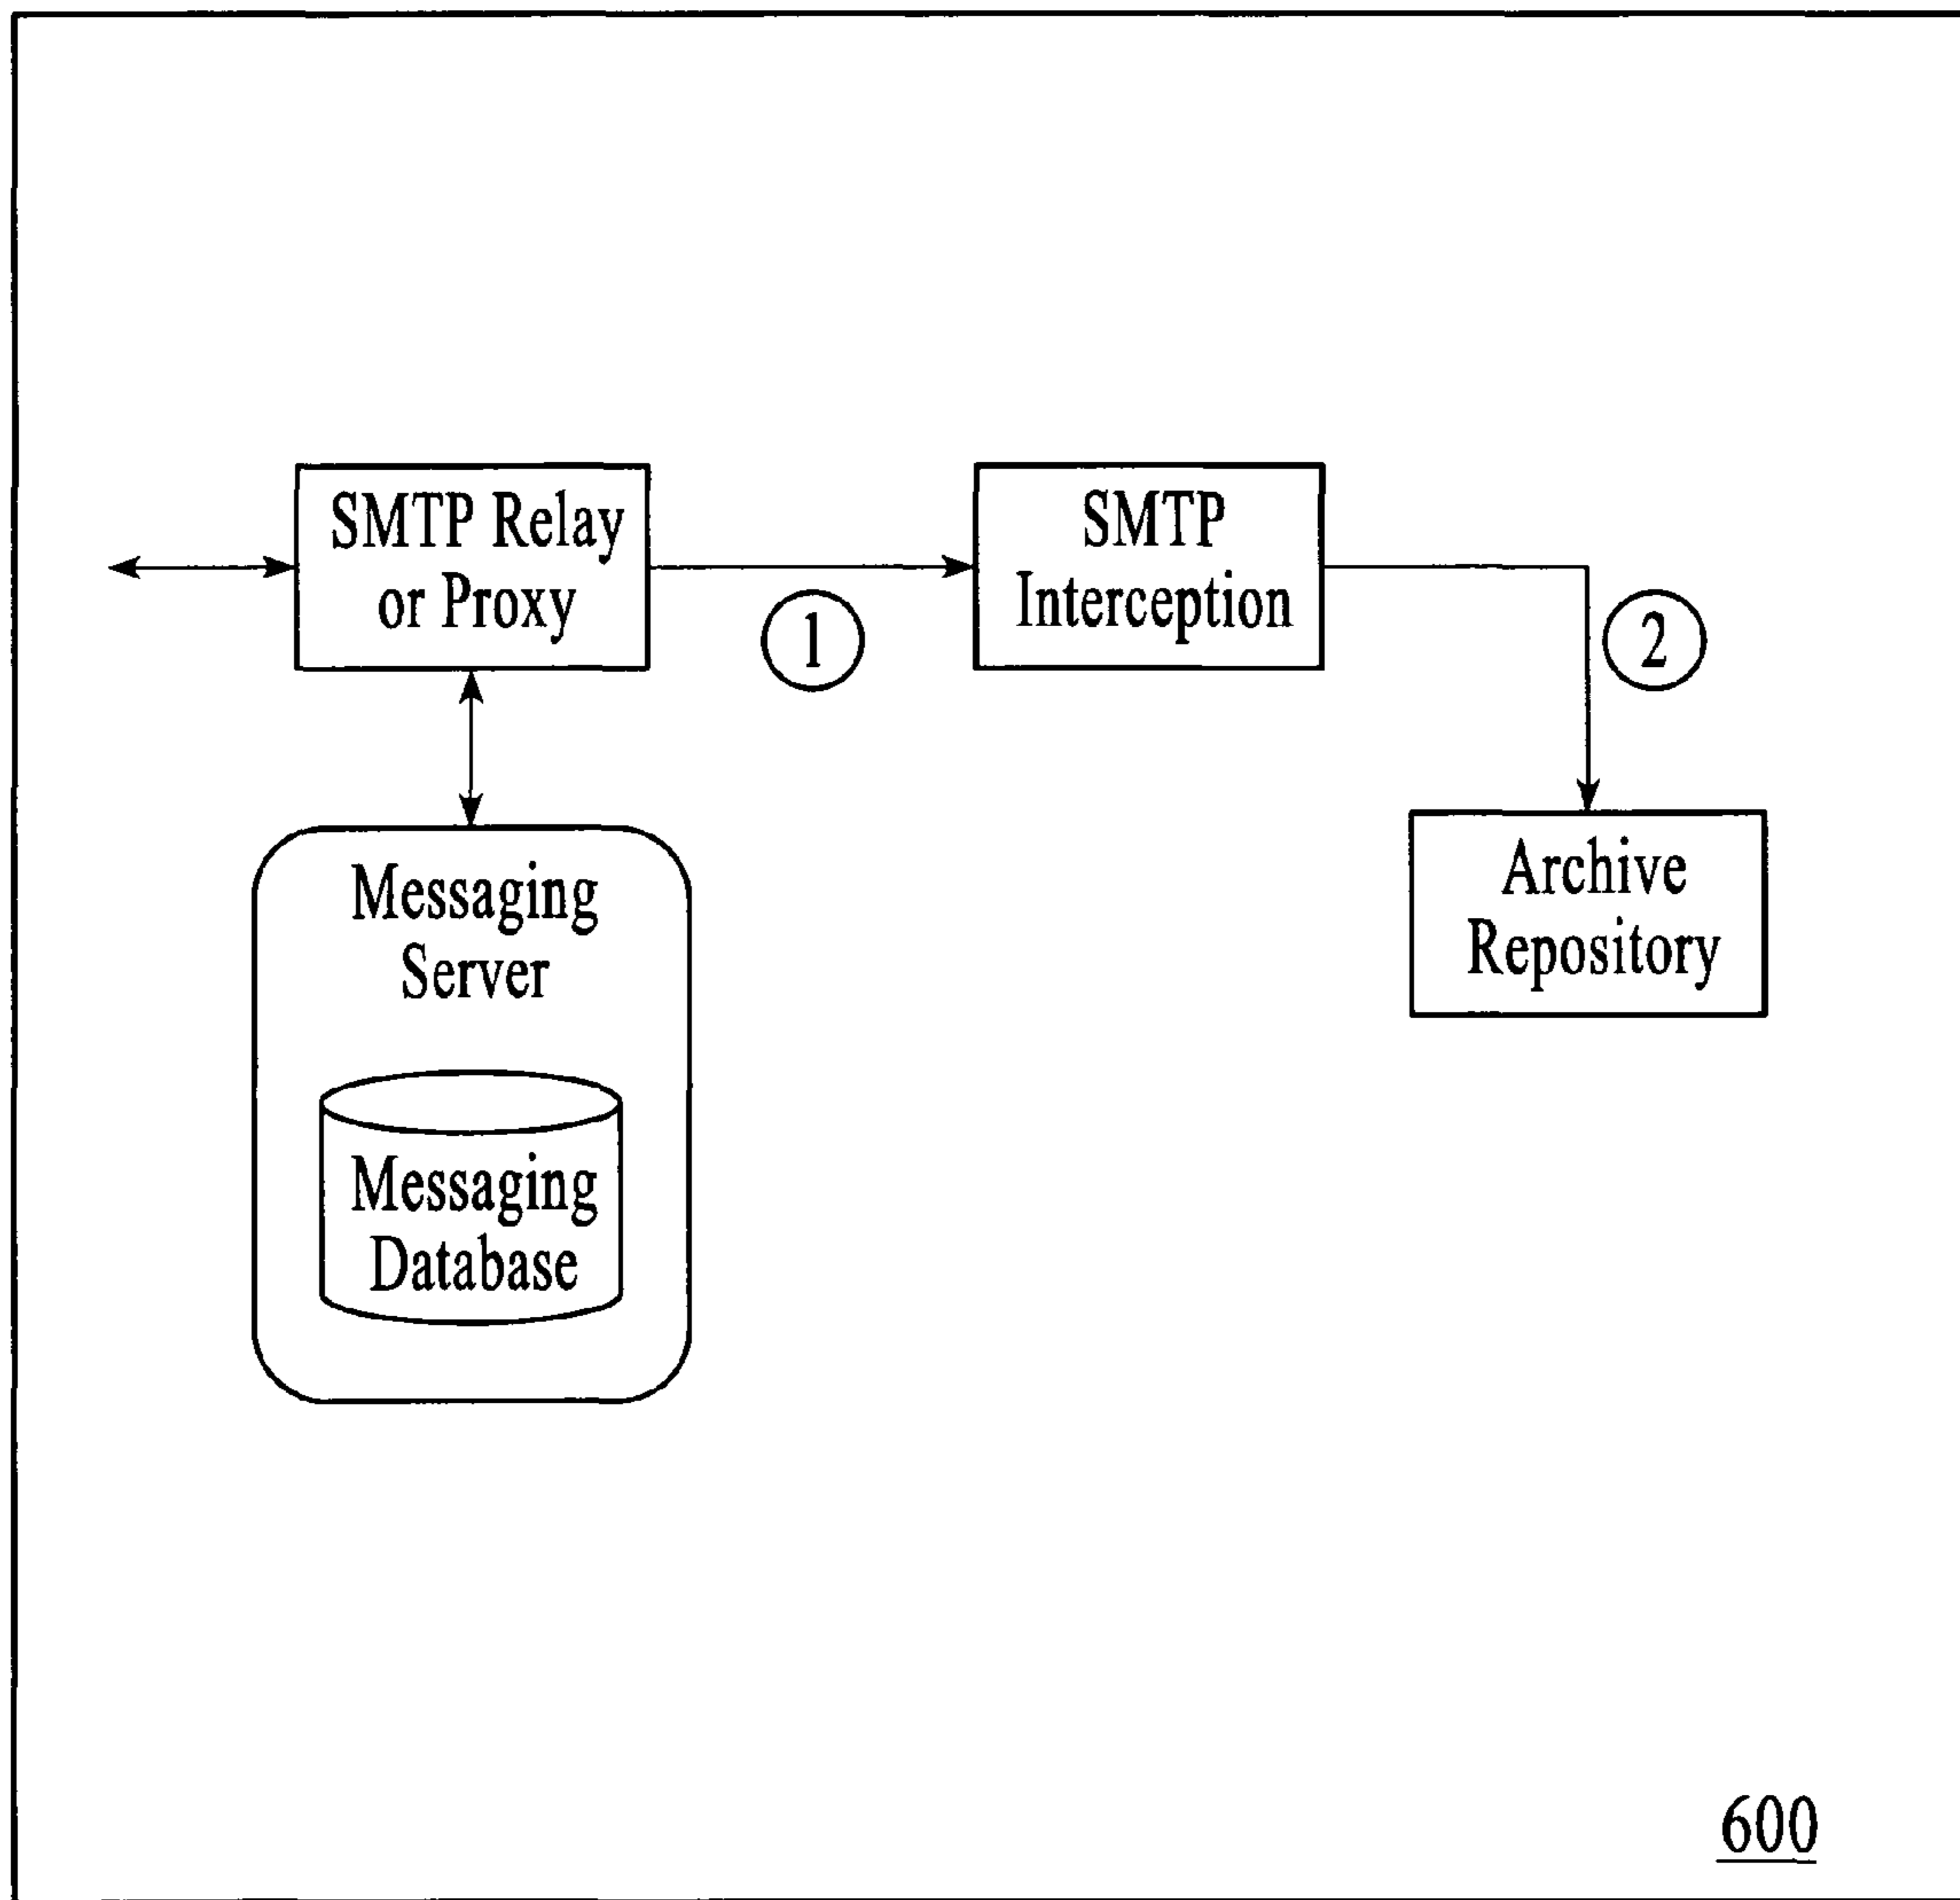 SMTP Relay
or Proxy
1
SMTP
Interception
2
Messaging
Server
Archive
Repository
Messaging
Database
600